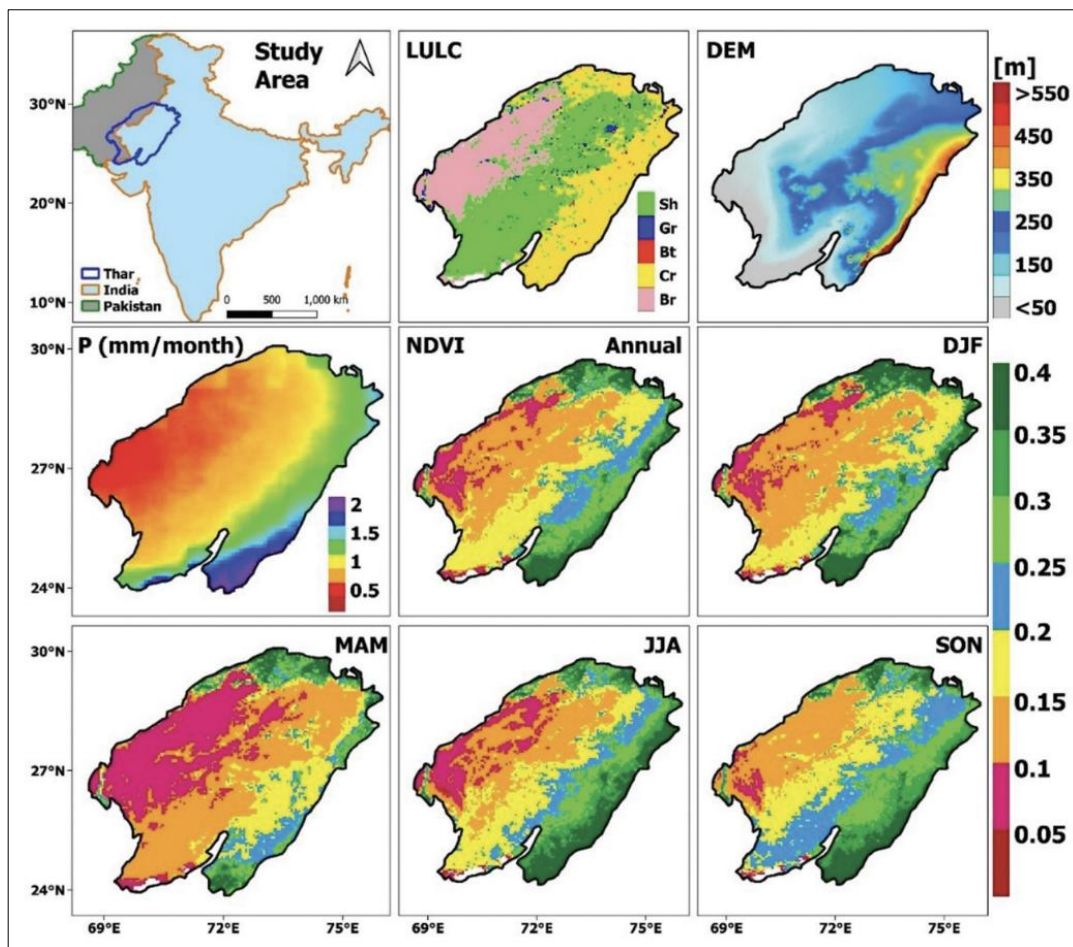 Study
Area
30°N
20°N
10°N
Thar
India
Pakistan
0 500 1,000 km
LULC
Sh
Gr
Bt
Cr
Br
DEM
[m]
>550
450
350
250
150
<50
P (mm/month)
30°N
27°N
24°N
2
1.5
1
0.5
NDVI Annual
DJF
0.4
0.35
0.3
0.25
0.2
0.15
0.1
0.05
MAM
30°N
27°N
24°N
69°E 72°E 75°E
JJA
69°E 72°E 75°E
SON
69°E 72°E 75°E